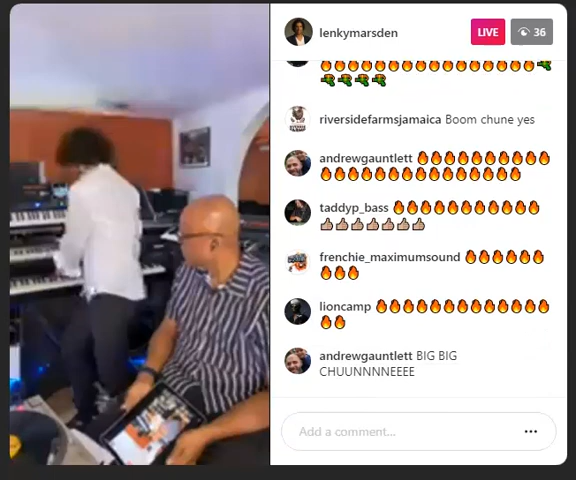 lenkymarsden
LIVE
36
riversidefarmsjamaica Boom chune yes
andrewgauntlett
taddyp_bass
frenchie_maximumsound
lioncamp
andrewgauntlett BIG BIG
CHUUNNNNEEEE
Add a comment...